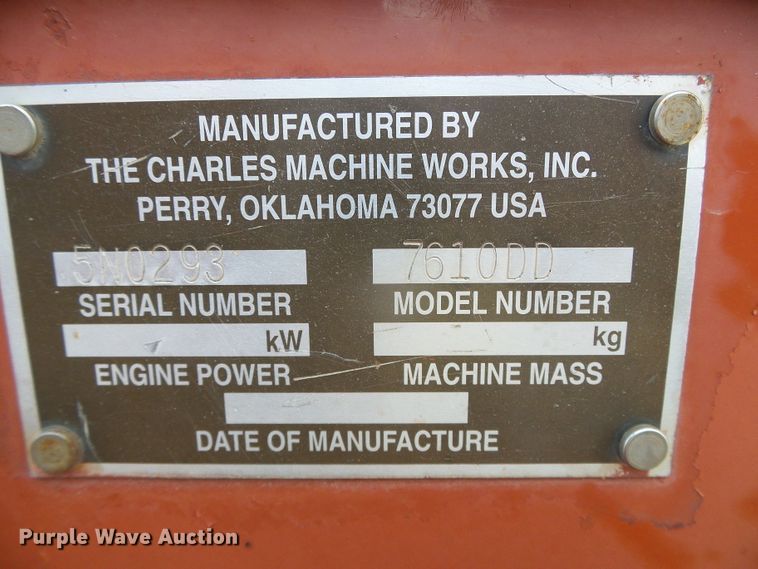 MANUFACTURED BY
THE CHARLES MACHINE WORKS, INC.
PERRY, OKLAHOMA 73077 USA
5N0293 7610DD
SERIAL NUMBER MODEL NUMBER
kW kg
ENGINE POWER MACHINE MASS
DATE OF MANUFACTURE
Purple Wave Auction